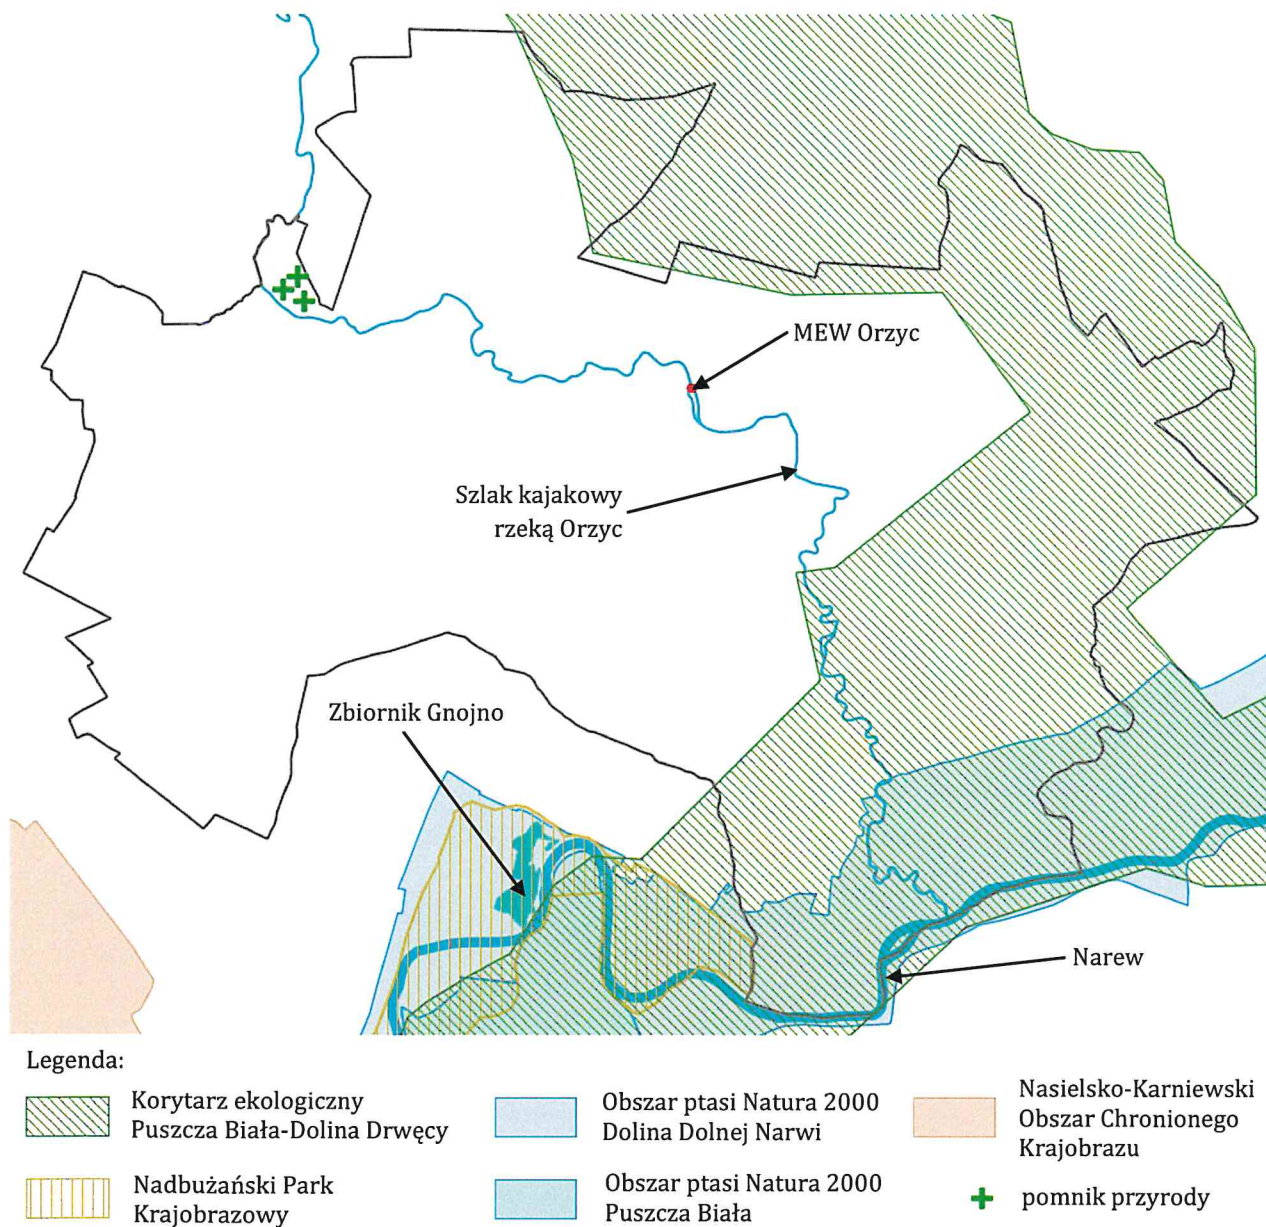 MEW Orzyc
Szlak kajakowy
rzeką Orzyc
Zbiornik Gnojno
Narew
Legenda:
Korytarz ekologiczny
Puszcza Biała-Dolina Drwęcy
Nadbużański Park
Krajobrazowy
Obszar ptasi Natura 2000
Dolina Dolnej Narwi
Obszar ptasi Natura 2000
Puszcza Biała
Nasielsko-Karniewski
Obszar Chronionego
Krajobrazu
pomnik przyrody